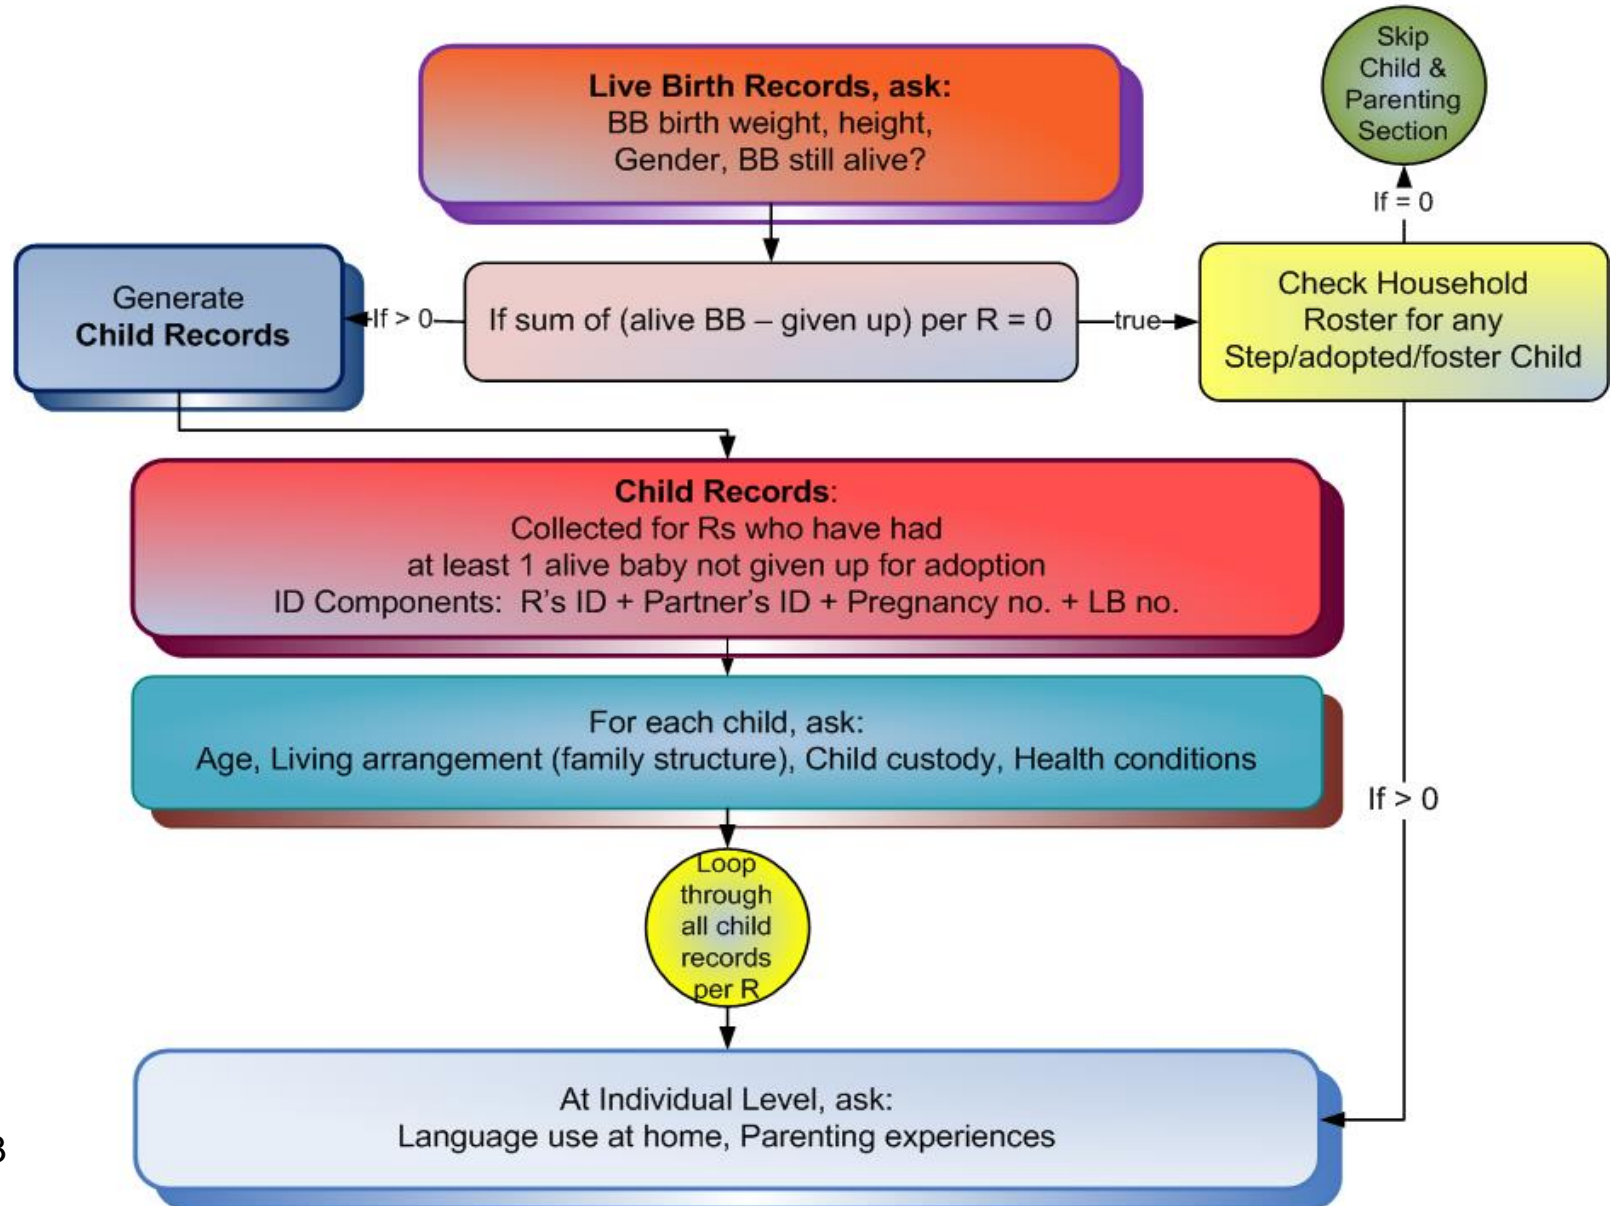 Skip
Child &
Parenting
Section
Live Birth Records, ask:
BB birth weight, height,
Gender, BB still alive?
If = 0
Generate
Child Records
If > 0
If sum of (alive BB – given up) per R = 0
true
Check Household
Roster for any
Step/adopted/foster Child
Child Records:
Collected for Rs who have had
at least 1 alive baby not given up for adoption
ID Components:  R’s ID + Partner’s ID + Pregnancy no. + LB no.
For each child, ask:
Age, Living arrangement (family structure), Child custody, Health conditions
If > 0
Loop
through
all child
records
per R
At Individual Level, ask:
Language use at home, Parenting experiences